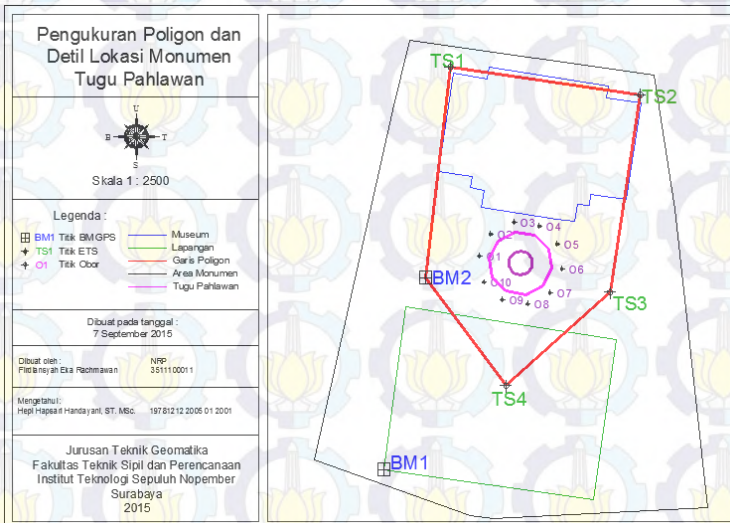 Pengukuran Poligon dan
Detil Lokasi Monumen
Tugu Pahlawan
U
B T
S
Skala 1 : 2500
Legenda :
BM1 Titik BM GPS
TS1 Titik ETS
O1 Titik Obor
Museum
Lapangan
Garis Poligon
Area Monumen
Tugu Pahlawan
Dibuat pada tanggal :
7 September 2015
Dibuat oleh : NRP
Firdiansyah Eka Rachmawan 3511100011
Mengetahui :
Hepi Hapsari Handayani, ST. MSc. 19781212 2005 01 2001
Jurusan Teknik Geomatika
Fakultas Teknik Sipil dan Perencanaan
Institut Teknologi Sepuluh Nopember
Surabaya
2015
TS1
TS2
O3
O4
O2
O5
O1
O6
BM2
O10
O7
O9
O8
TS3
TS4
BM1